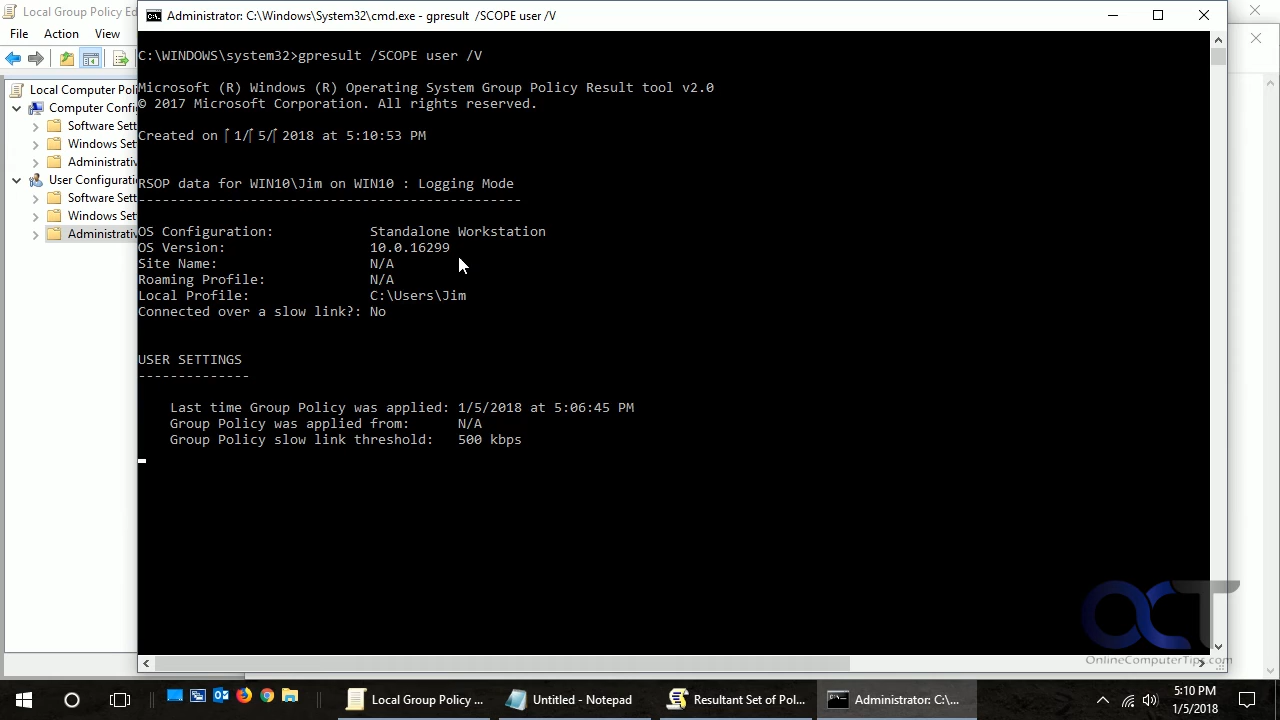 Local Group Policy Ed
File Action View
Local Computer Policy
Computer Config
Software Sett
Windows Set
Administrativ
User Configurati
Software Sett
Windows Set
Administrativ
Administrator: C:\Windows\System32\cmd.exe - gpresult /SCOPE user /V
C:\WINDOWS\system32>gpresult /SCOPE user /V
Microsoft (R) Windows (R) Operating System Group Policy Result tool v2.0
© 2017 Microsoft Corporation. All rights reserved.
Created on 1/ 5/ 2018 at 5:10:53 PM
RSOP data for WIN10\Jim on WIN10 : Logging Mode
------------------------------------------------
OS Configuration: Standalone Workstation
OS Version: 10.0.16299
Site Name: N/A
Roaming Profile: N/A
Local Profile: C:\Users\Jim
Connected over a slow link?: No
USER SETTINGS
--------------
Last time Group Policy was applied: 1/5/2018 at 5:06:45 PM
Group Policy was applied from: N/A
Group Policy slow link threshold: 500 kbps
OCT
OnlineComputerTips.com
Local Group Policy ...
Untitled - Notepad
Resultant Set of Pol...
Administrator: C:\...
5:10 PM
1/5/2018